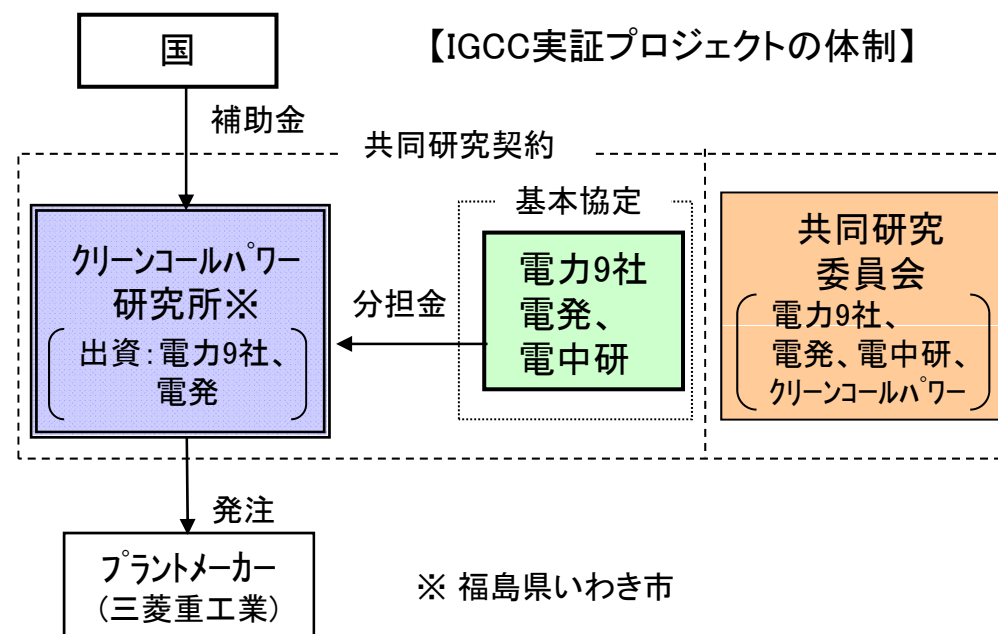 国
【IGCC実証プロジェクトの体制】
補助金
共同研究契約
基本協定
クリーンコールパワー
研究所※
出資:電力9社、
電発
分担金
電力9社
電発、
電中研
共同研究
委員会
電力9社、
電発、電中研、
クリーンコールパワー
発注
プラントメーカー
(三菱重工業)
※ 福島県いわき市